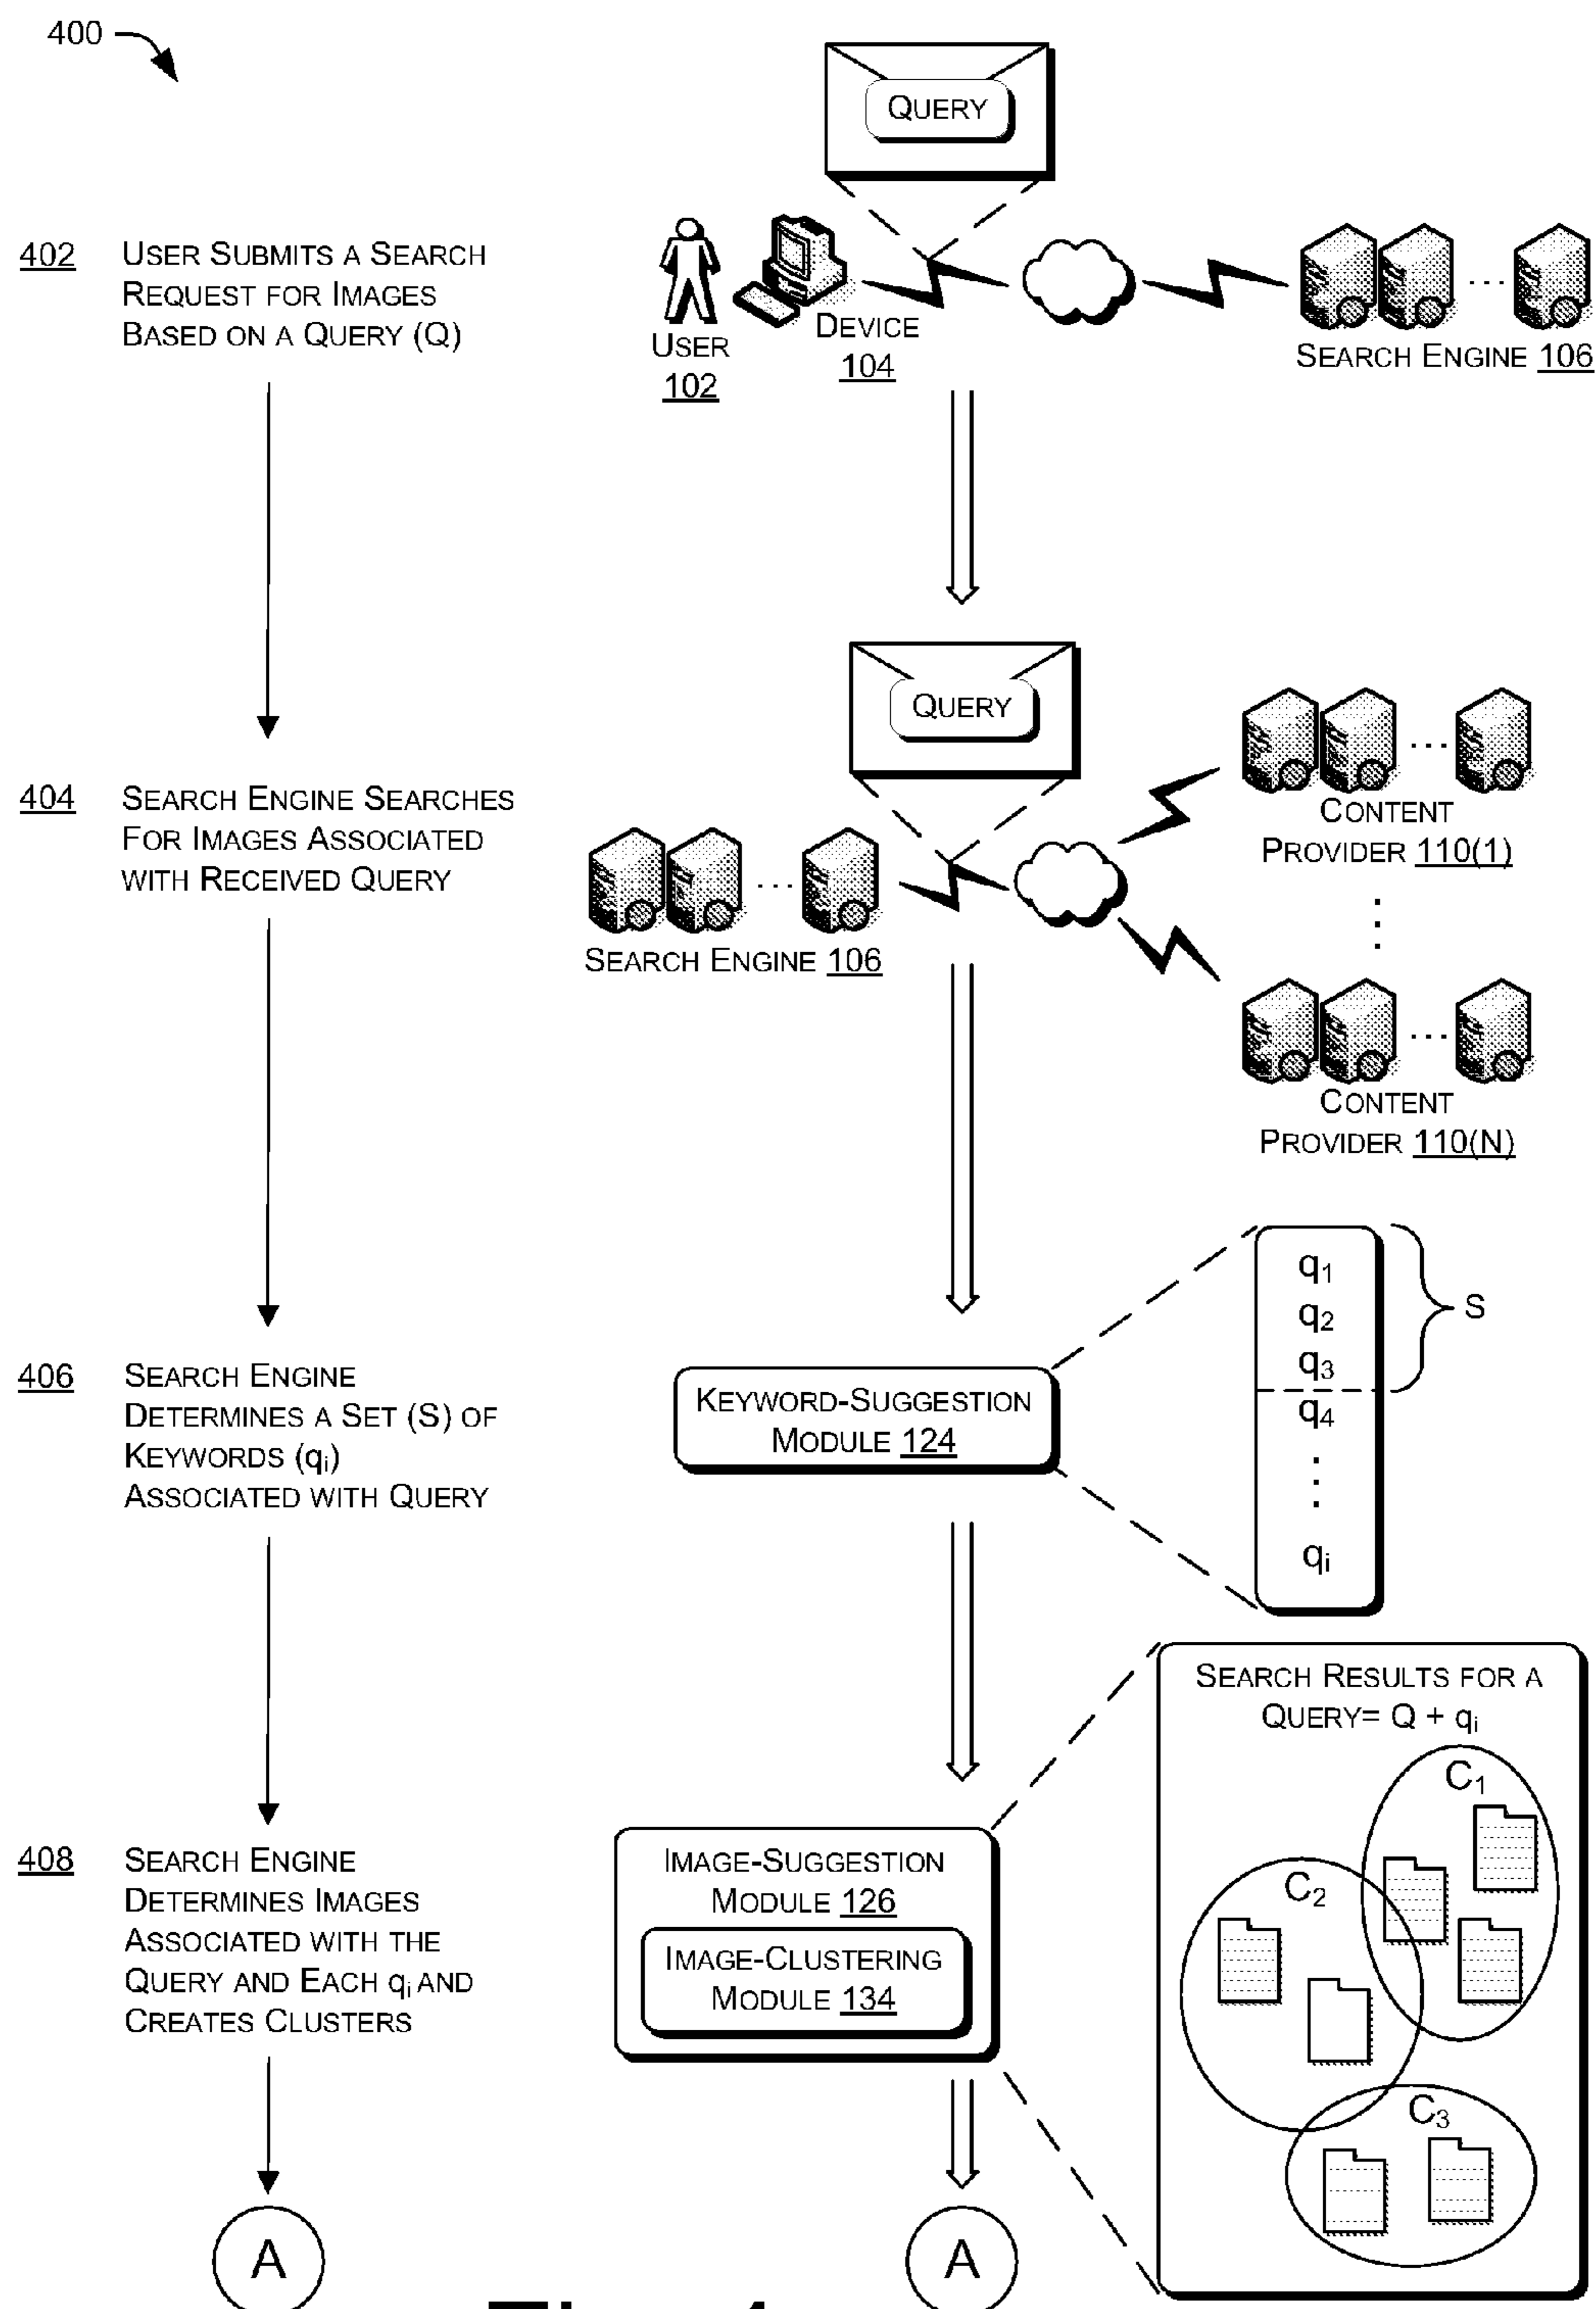 400
QUERY
402 USER SUBMITS A SEARCH
REQUEST FOR IMAGES
BASED ON A QUERY (Q)
USER
102
DEVICE
104
SEARCH ENGINE 106
QUERY
404 SEARCH ENGINE SEARCHES
FOR IMAGES ASSOCIATED
WITH RECEIVED QUERY
SEARCH ENGINE 106
CONTENT
PROVIDER 110(1)
CONTENT
PROVIDER 110(N)
406 SEARCH ENGINE
DETERMINES A SET (S) OF
KEYWORDS (qi)
ASSOCIATED WITH QUERY
KEYWORD-SUGGESTION
MODULE 124
q1
q2
q3
q4
qi
S
408 SEARCH ENGINE
DETERMINES IMAGES
ASSOCIATED WITH THE
QUERY AND EACH qi AND
CREATES CLUSTERS
IMAGE-SUGGESTION
MODULE 126
IMAGE-CLUSTERING
MODULE 134
SEARCH RESULTS FOR A
QUERY= Q + qi
C1
C2
C3
A
A